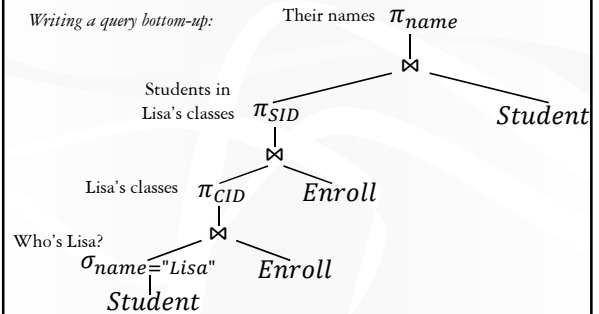 Writing a query bottom-up:
Their names π_name
⋈
Students in
Lisa's classes π_SID
Student
⋈
Lisa's classes π_CID
Enroll
⋈
Who's Lisa?
σ_name="Lisa"
Enroll
Student